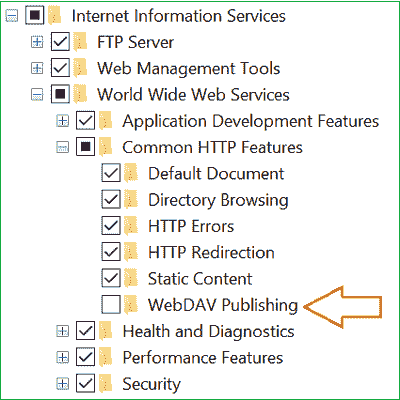 Internet Information Services
FTP Server
Web Management Tools
World Wide Web Services
Application Development Features
Common HTTP Features
Default Document
Directory Browsing
HTTP Errors
HTTP Redirection
Static Content
WebDAV Publishing
Health and Diagnostics
Performance Features
Security